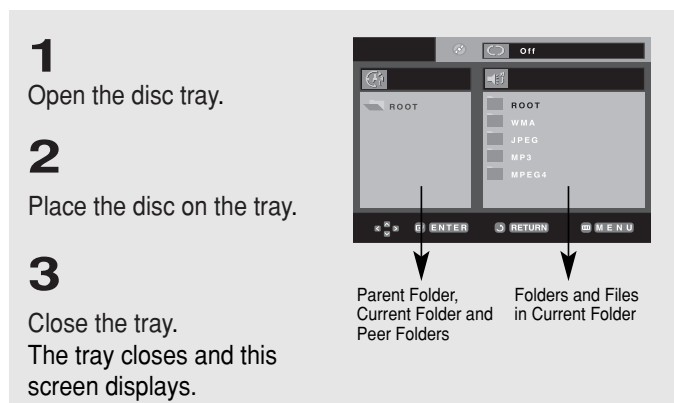 1
Open the disc tray.
2
Place the disc on the tray.
3
Close the tray.
The tray closes and this
screen displays.
Off
ROOT
ROOT
WMA
JPEG
MP3
MPEG4
ENTER
RETURN
MENU
Parent Folder,
Current Folder and
Peer Folders
Folders and Files
in Current Folder